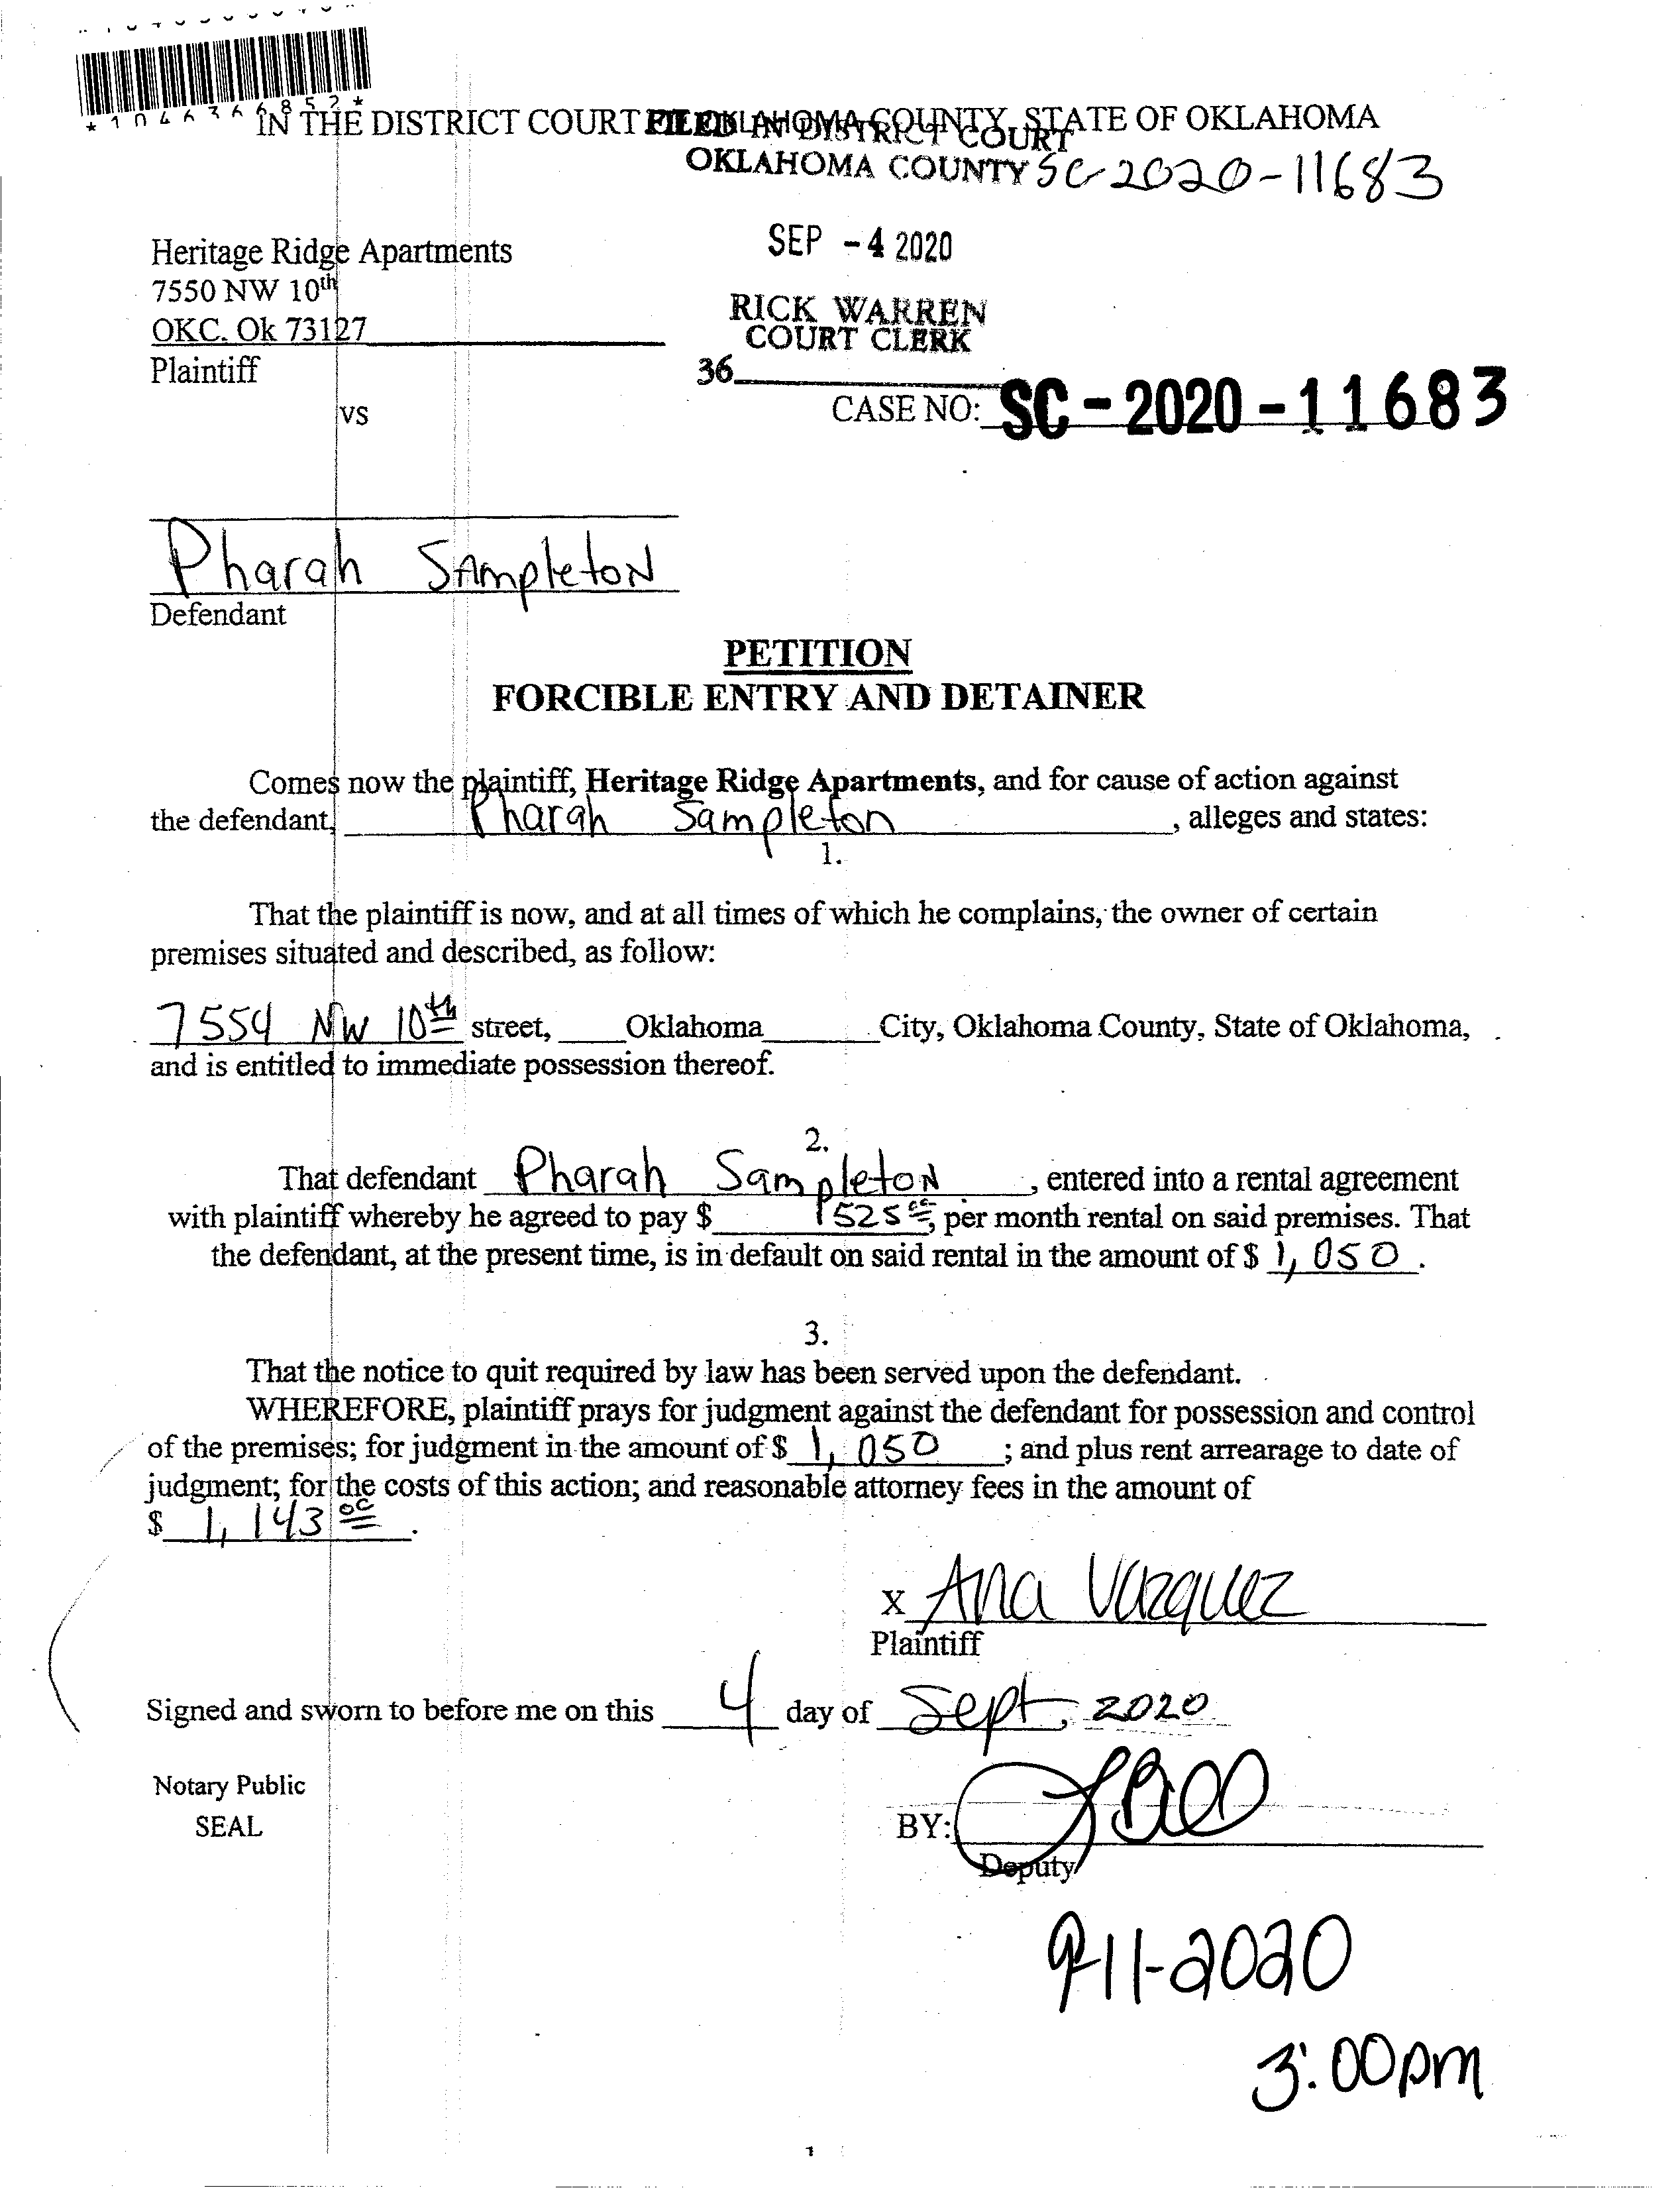 *1046366852*
IN THE DISTRICT COURT OKLAHOMA COUNTY, STATE OF OKLAHOMA
FILED IN DISTRICT COURT
OKLAHOMA COUNTY SC-2020-11683
Heritage Ridge Apartments
SEP - 4 2020
7550 NW 10th
RICK WARREN
OKC. Ok 73127
COURT CLERK
Plaintiff
36
vs
CASE NO: SC - 2020 - 11683
Pharah SAmpletoN
Defendant
PETITION
FORCIBLE ENTRY AND DETAINER
Comes now the plaintiff, Heritage Ridge Apartments, and for cause of action against
the defendant, Pharah Sampleton, alleges and states:
1.
That the plaintiff is now, and at all times of which he complains, the owner of certain
premises situated and described, as follow:
7554 NW 10th street, Oklahoma City, Oklahoma County, State of Oklahoma,
and is entitled to immediate possession thereof.
2.
That defendant Pharah SampletoN, entered into a rental agreement
with plaintiff whereby he agreed to pay $ 525 per month rental on said premises. That
the defendant, at the present time, is in default on said rental in the amount of $ 1,050.
3.
That the notice to quit required by law has been served upon the defendant.
WHEREFORE, plaintiff prays for judgment against the defendant for possession and control
of the premises; for judgment in the amount of $ 1,050; and plus rent arrearage to date of
judgment; for the costs of this action; and reasonable attorney fees in the amount of
$ 1,143 00.
x Ana Vazquez
Plaintiff
Signed and sworn to before me on this 4 day of Sept, 2020
Notary Public
SEAL
BY:
Deputy
9-11-2020
3:00pm
1